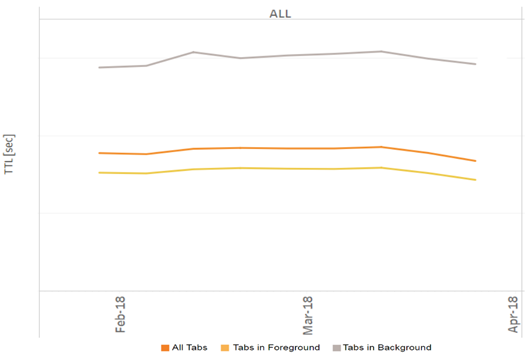 ALL
TTL [sec]
Feb-18
Mar-18
Apr-18
All Tabs Tabs in Foreground Tabs in Background